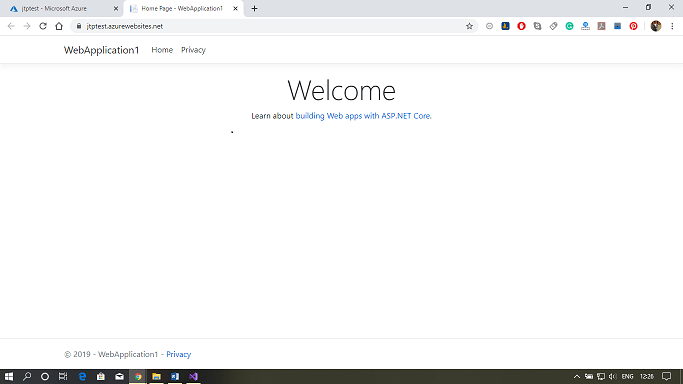 jtptest - Microsoft Azure
Home Page - WebApplication1
jtptest.azurewebsites.net
WebApplication1 Home Privacy
Welcome
Learn about building Web apps with ASP.NET Core.
© 2019 - WebApplication1 - Privacy
ENG 12:26